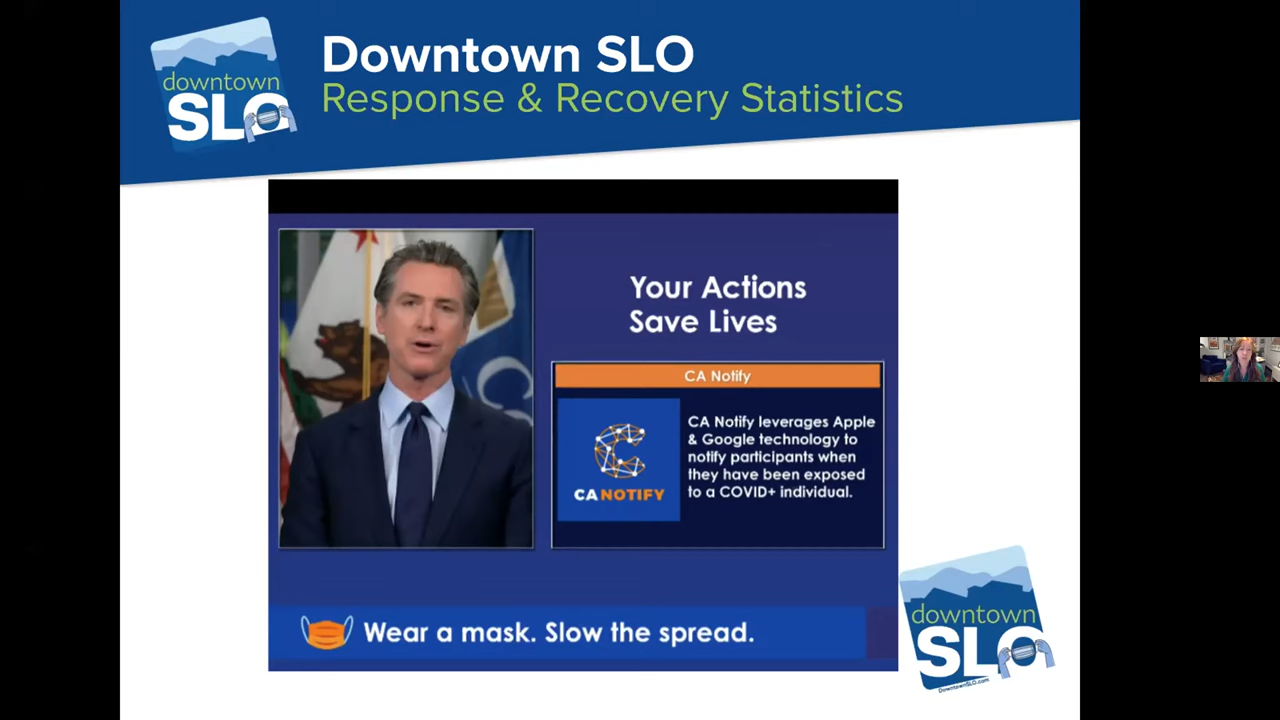 downtown
SLO
Downtown SLO
Response & Recovery Statistics
Your Actions
Save Lives
CA Notify
CA NOTIFY
CA Notify leverages Apple
& Google technology to
notify participants when
they have been exposed
to a COVID+ individual.
Wear a mask. Slow the spread.
downtown
SLO
DowntownSLO.com